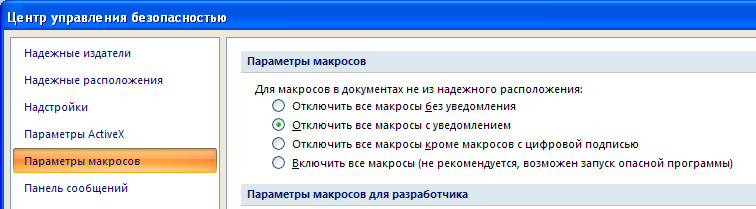 Центр управления безопасностью
Надежные издатели
Надежные расположения
Надстройки
Параметры ActiveX
Параметры макросов
Панель сообщений
Параметры макросов
Для макросов в документах не из надежного расположения:
Отключить все макросы без уведомления
Отключить все макросы с уведомлением
Отключить все макросы кроме макросов с цифровой подписью
Включить все макросы (не рекомендуется, возможен запуск опасной программы)
Параметры макросов для разработчика